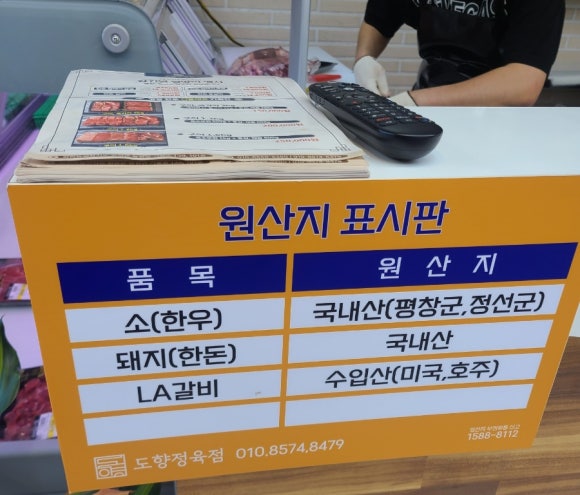 원산지 표시판
품 목 원 산 지
소(한우) 국내산(평창군,정선군)
돼지(한돈) 국내산
LA갈비 수입산(미국,호주)
도향정육점 010.8574.8479
1588-8112